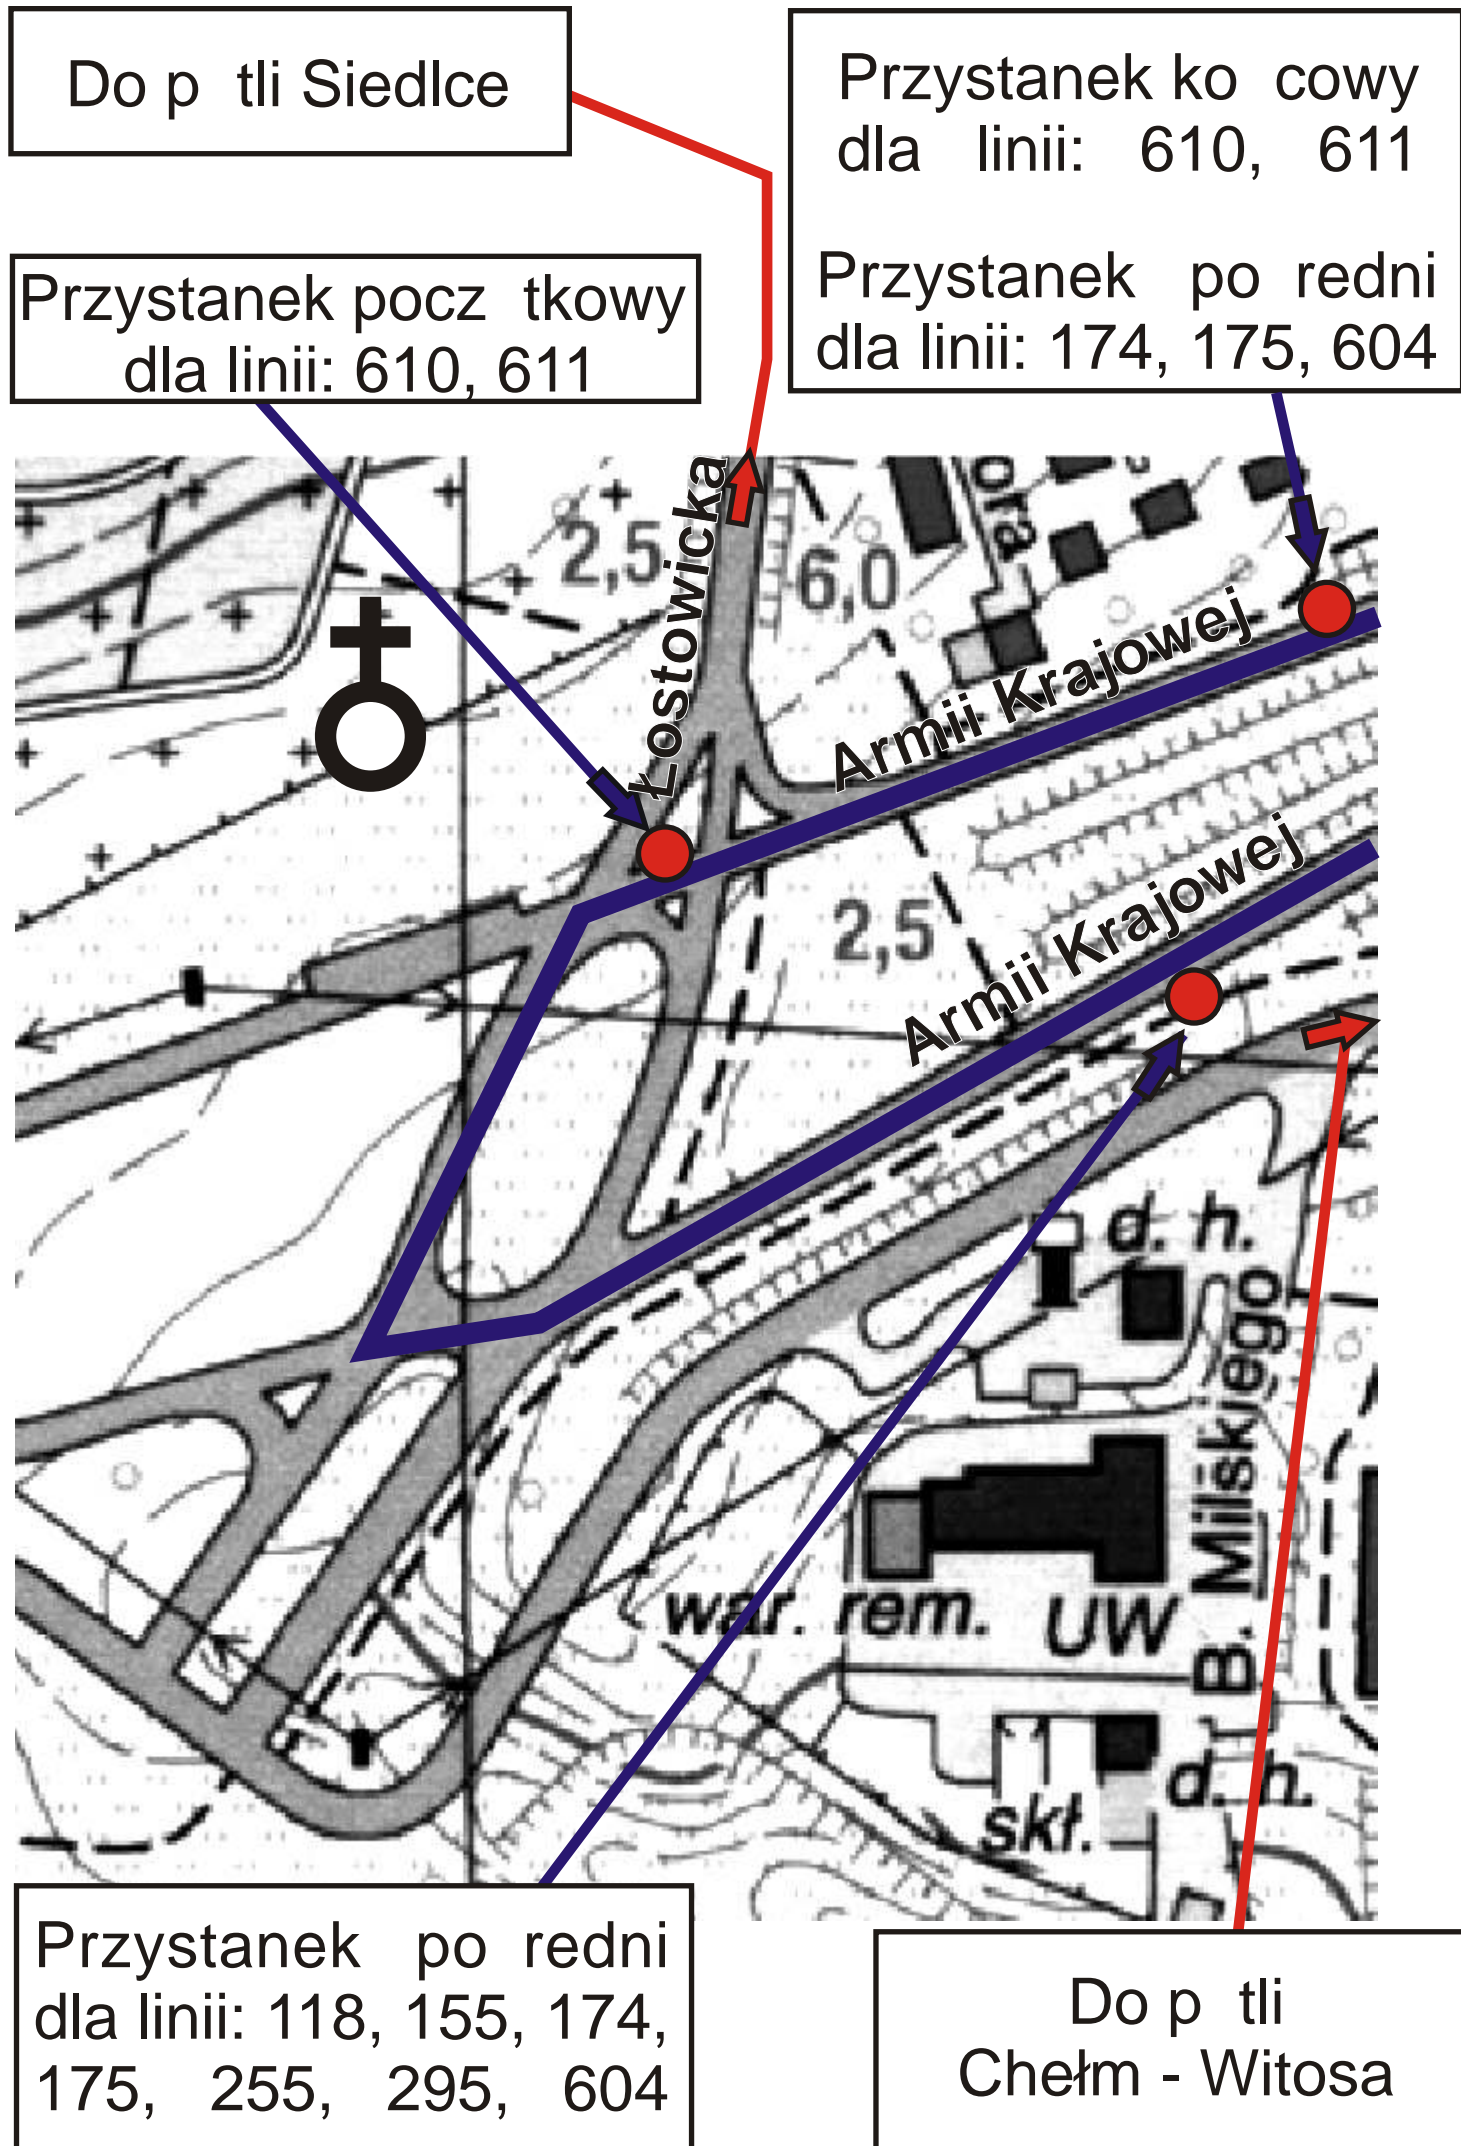 Do p tli Siedlce
Przystanek ko cowy
dla linii: 610, 611
Przystanek po redni
dla linii: 174, 175, 604
Przystanek pocz tkowy
dla linii: 610, 611
Łostowicka
ora
2,5
6,0
Armii Krajowej
2,5
Armii Krajowej
d. h.
B. Milskiego
war. rem.
UW
d. h.
skł.
Przystanek po redni
dla linii: 118, 155, 174,
175, 255, 295, 604
Do p tli
Chełm - Witosa